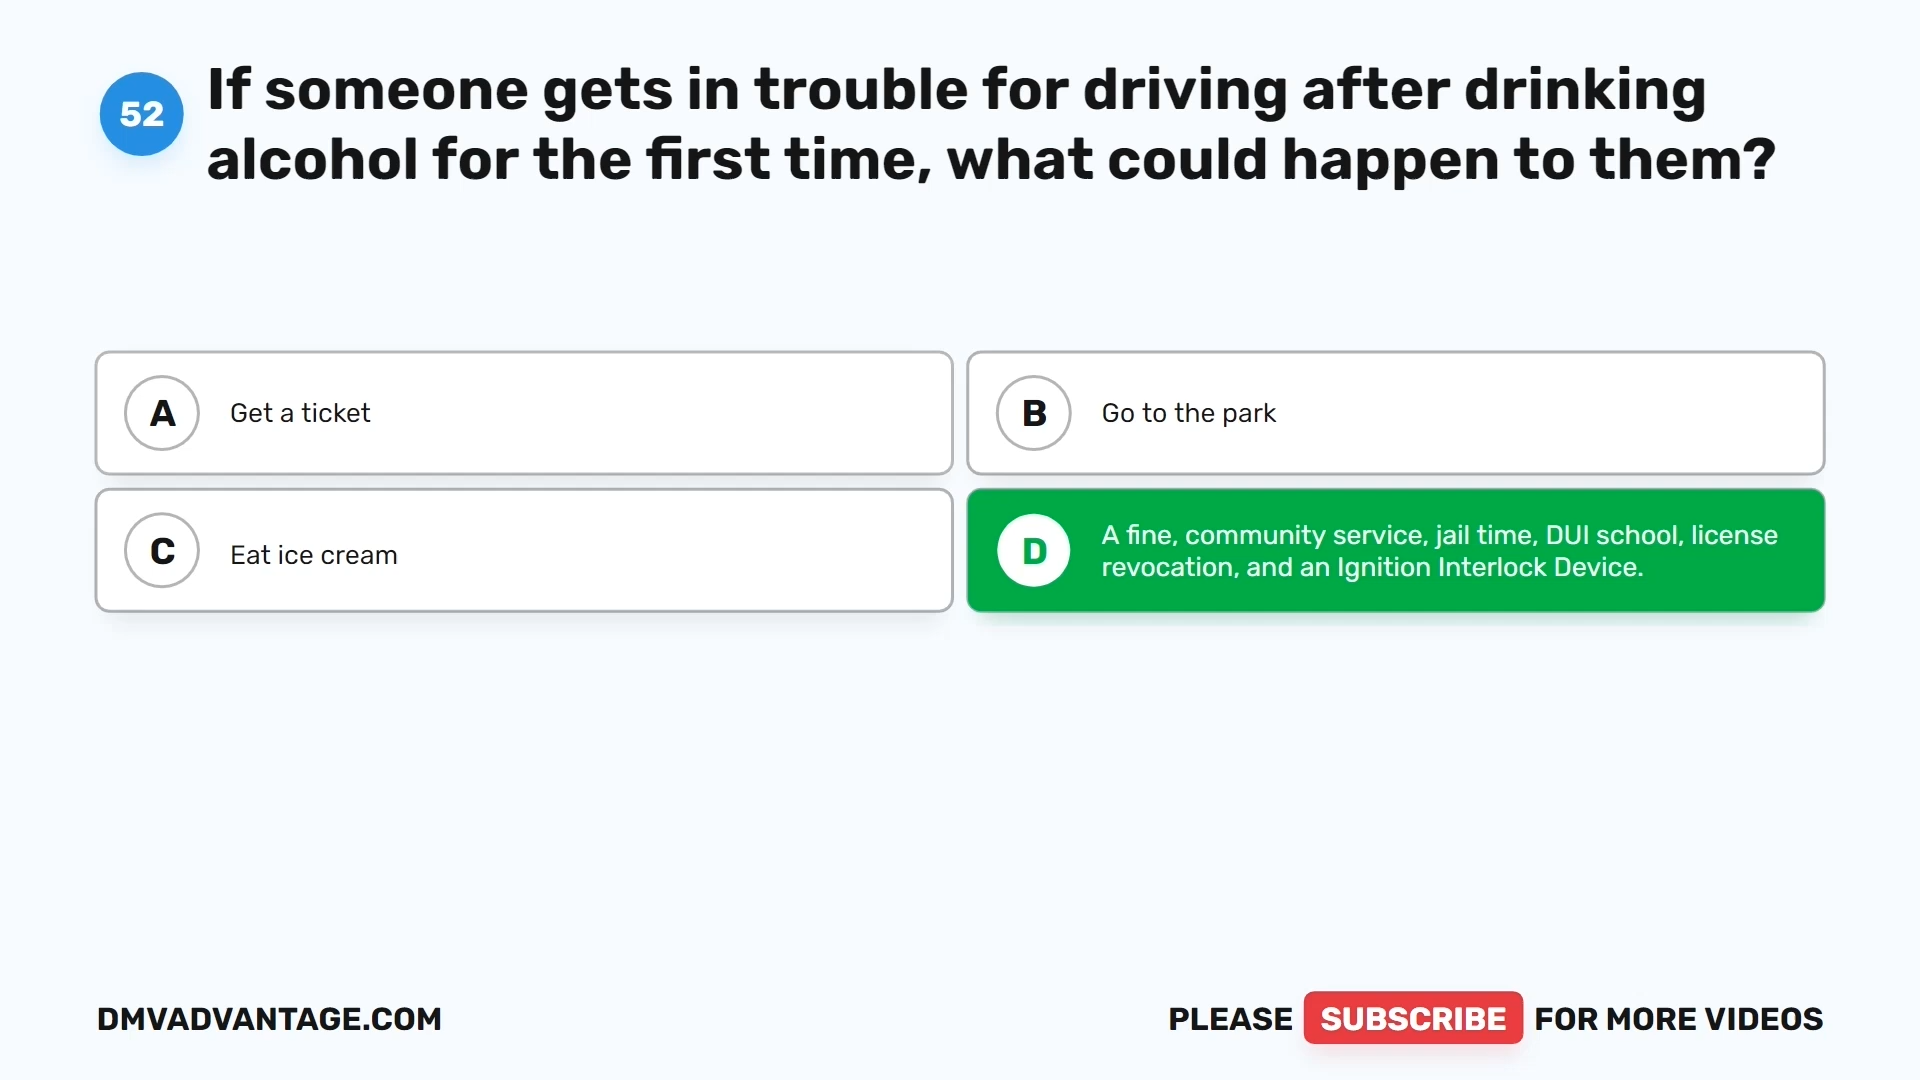 52
If someone gets in trouble for driving after drinking
alcohol for the first time, what could happen to them?
A Get a ticket
B Go to the park
C Eat ice cream
D A fine, community service, jail time, DUI school, license
revocation, and an Ignition Interlock Device.
DMVADVANTAGE.COM
PLEASE SUBSCRIBE FOR MORE VIDEOS